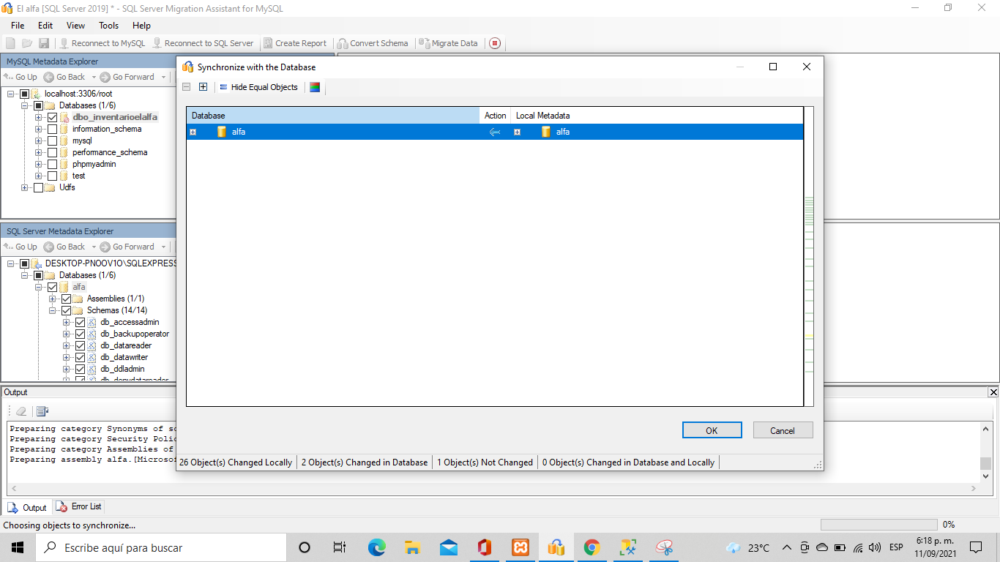 El alfa [SQL Server 2019] * - SQL Server Migration Assistant for MySQL
File Edit View Tools Help
Reconnect to MySQL Reconnect to SQL Server Create Report Convert Schema Migrate Data
MySQL Metadata Explorer
Go Up Go Back Go Forward
localhost:3306/root
Databases (1/6)
dbo_inventarioelalfa
information_schema
mysql
performance_schema
phpmyadmin
test
Udfs
SQL Server Metadata Explorer
Go Up Go Back Go Forward
DESKTOP-PNOOV1O\SQLEXPRESS
Databases (1/6)
alfa
Assemblies (1/1)
Schemas (14/14)
db_accessadmin
db_backupoperator
db_datareader
db_datawriter
db_ddladmin
db_denydatareader
Synchronize with the Database
Hide Equal Objects
Database Action Local Metadata
alfa alfa
OK Cancel
26 Object(s) Changed Locally 2 Object(s) Changed in Database 1 Object(s) Not Changed 0 Object(s) Changed in Database and Locally
Output
Preparing category Synonyms of sc
Preparing category Security Polic
Preparing category Assemblies of
Preparing assembly alfa.[Microsof
Output Error List
Choosing objects to synchronize... 0%
Escribe aquí para buscar
23°C ESP 6:18 p. m.
11/09/2021